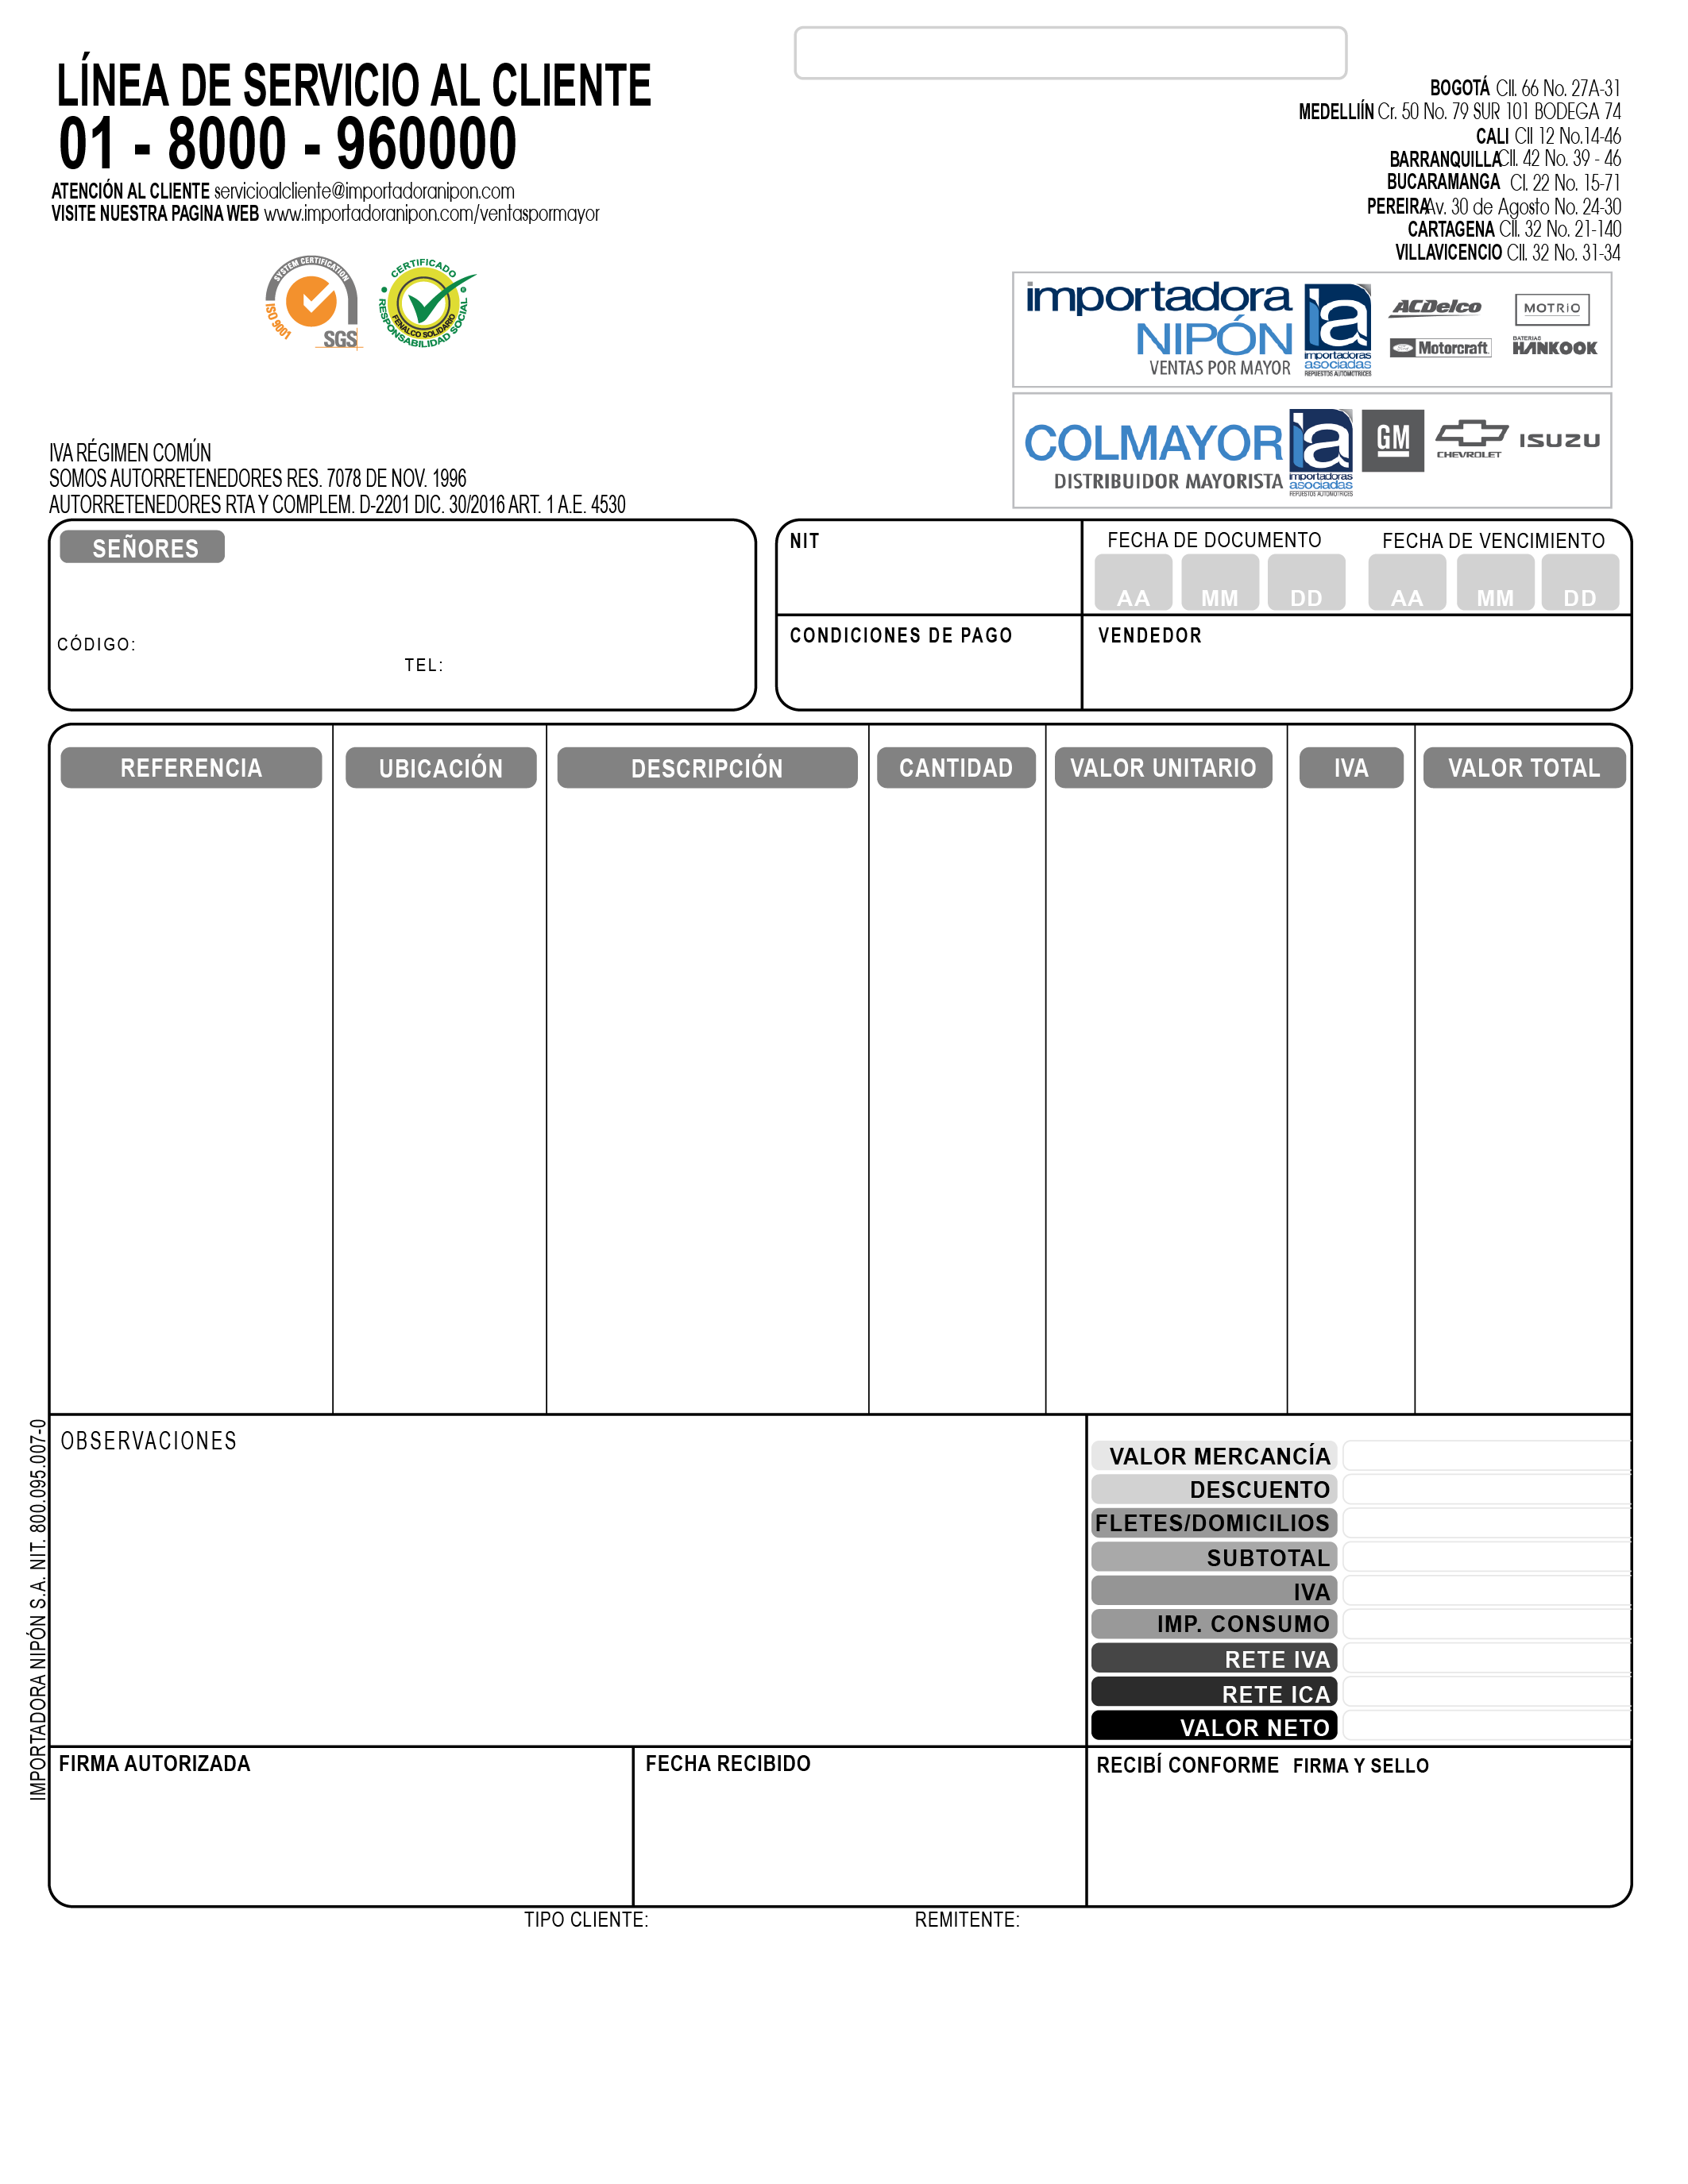 LÍNEA DE SERVICIO AL CLIENTE
01 - 8000 - 960000
ATENCIÓN AL CLIENTE servicioalcliente@importadoranipon.com
VISITE NUESTRA PAGINA WEB www.importadoranipon.com/ventaspormayor
BOGOTÁ Cll. 66 No. 27A-31
MEDELLIÍN Cr. 50 No. 79 SUR 101 BODEGA 74
CALI Cll 12 No.14-46
BARRANQUILLA Cll. 42 No. 39 - 46
BUCARAMANGA Cl. 22 No. 15-71
PEREIRA Av. 30 de Agosto No. 24-30
CARTAGENA Cll. 32 No. 21-140
VILLAVICENCIO Cll. 32 No. 31-34
SYSTEM CERTIFICATION
ISO 9001
SGS
CERTIFICADO
RESPONSABILIDAD SOCIAL
FENALCO SOLIDARIO
importadora
NIPÓN
VENTAS POR MAYOR
ia
importadoras
asociadas
REPUESTOS AUTOMOTRICES
ACDelco
MOTRIO
Ford Motorcraft
BATERIAS
HANKOOK
COLMAYOR
DISTRIBUIDOR MAYORISTA
ia
importadoras
asociadas
REPUESTOS AUTOMOTRICES
GM
CHEVROLET
ISUZU
IVA RÉGIMEN COMÚN
SOMOS AUTORRETENEDORES RES. 7078 DE NOV. 1996
AUTORRETENEDORES RTA Y COMPLEM. D-2201 DIC. 30/2016 ART. 1 A.E. 4530
SEÑORES
CÓDIGO:
TEL:
NIT
FECHA DE DOCUMENTO
FECHA DE VENCIMIENTO
AA MM DD AA MM DD
CONDICIONES DE PAGO
VENDEDOR
REFERENCIA UBICACIÓN DESCRIPCIÓN CANTIDAD VALOR UNITARIO IVA VALOR TOTAL
OBSERVACIONES
VALOR MERCANCÍA
DESCUENTO
FLETES/DOMICILIOS
SUBTOTAL
IVA
IMP. CONSUMO
RETE IVA
RETE ICA
VALOR NETO
IMPORTADORA NIPÓN S.A. NIT. 800.095.007-0
FIRMA AUTORIZADA
FECHA RECIBIDO
RECIBÍ CONFORME FIRMA Y SELLO
TIPO CLIENTE:
REMITENTE: